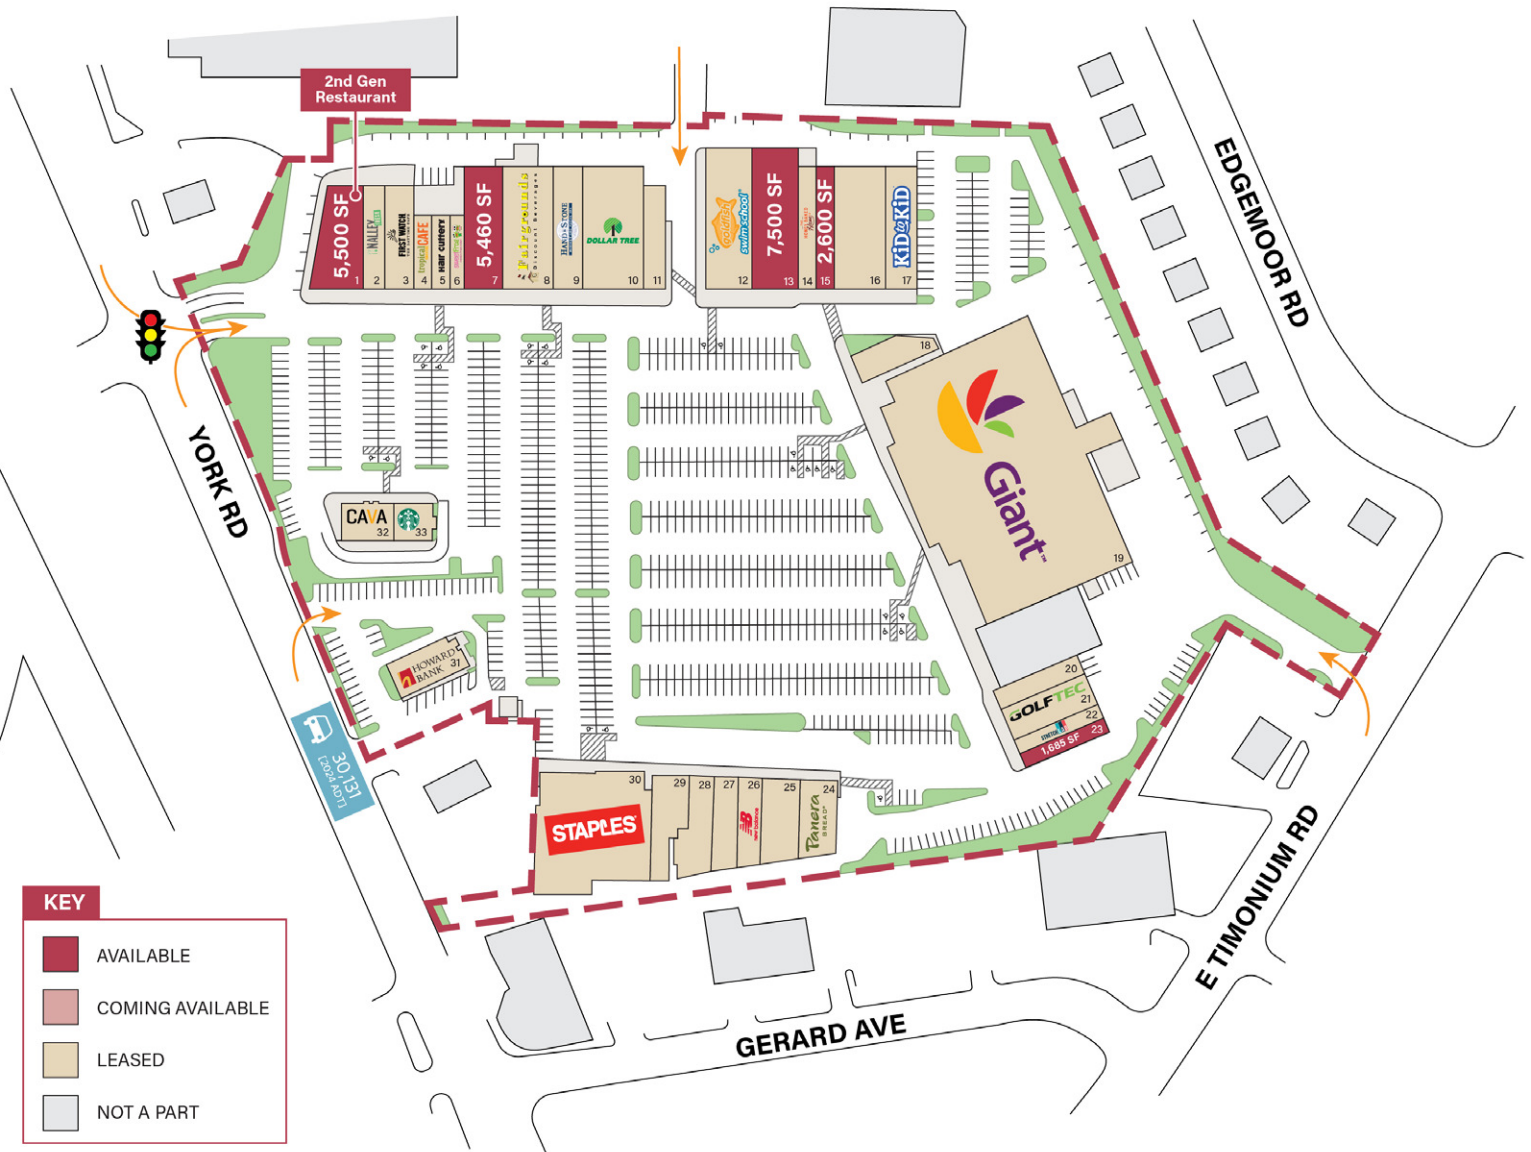 2nd Gen
Restaurant
5,500 SF
1
NALLEY
2
FIRST WATCH
3
tropicalCAFE
4
Hair cuttery
5
6
5,460 SF
7
Fairgrounds
Discount Beverages
8
HAND & STONE
9
DOLLAR TREE
10
11
goldfish
swim school
12
7,500 SF
13
14
2,600 SF
15
16
KiD to KiD
17
18
Giant
19
20
GOLFTEC
21
22
STRETCH
1,685 SF
23
24
Panera
BREAD
25
26
new balance
27
28
29
30
STAPLES
HOWARD
BANK
31
CAVA
32
33
EDGEMOOR RD
YORK RD
30,131
[2024 ADT]
E TIMONIUM RD
GERARD AVE
KEY
AVAILABLE
COMING AVAILABLE
LEASED
NOT A PART